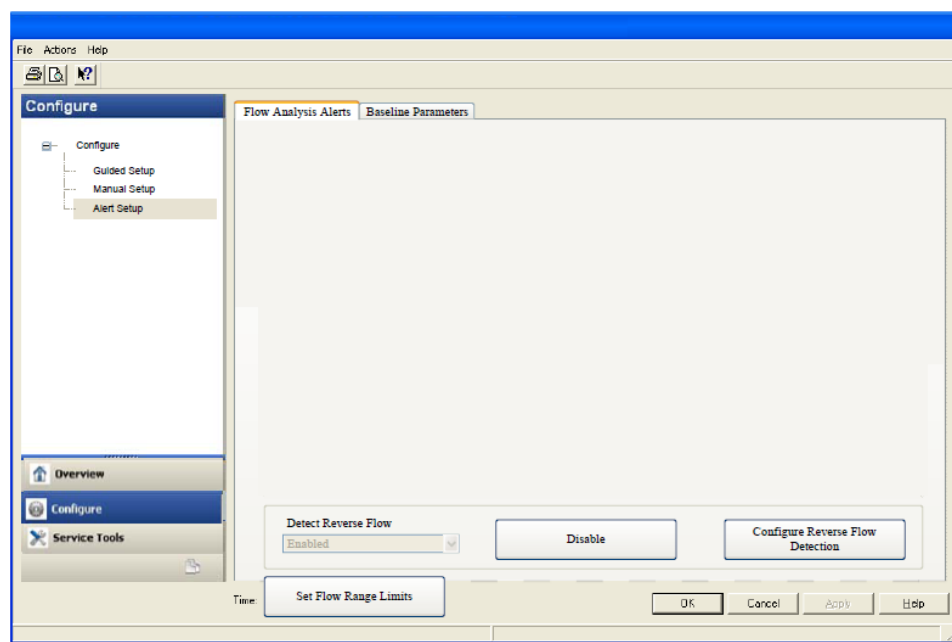 File Actions Help
Configure
Flow Analysis Alerts Baseline Parameters
Configure
Guided Setup
Manual Setup
Alert Setup
Overview
Configure
Service Tools
Detect Reverse Flow
Enabled
Disable
Configure Reverse Flow
Detection
Time:
Set Flow Range Limits
OK Cancel Apply Help